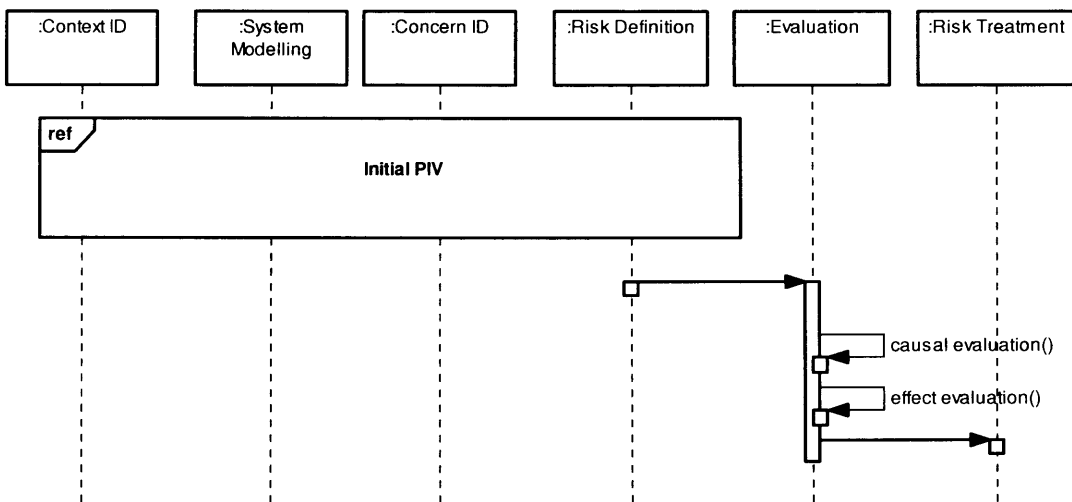 :Context ID
:System
Modelling
:Concern ID
:Risk Definition
:Evaluation
:Risk Treatment
ref
Initial PIV
causal evaluation()
effect evaluation()